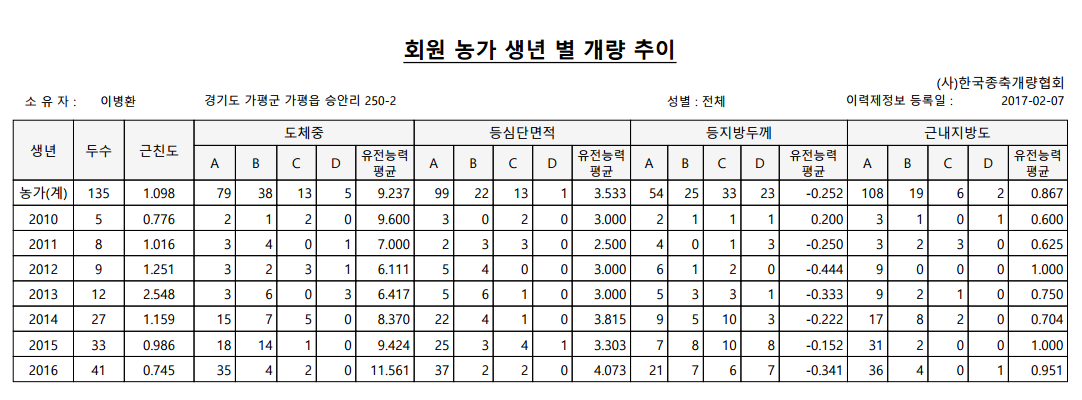 회원 농가 생년 별 개량 추이
(사)한국종축개량협회
소 유 자 : 이병환 경기도 가평군 가평읍 승안리 250-2 성별 : 전체 이력제정보 등록일 : 2017-02-07
생년 두수 근친도 도체중 등심단면적 등지방두께 근내지방도
A B C D 유전능력 평균 A B C D 유전능력 평균 A B C D 유전능력 평균 A B C D 유전능력 평균
농가(계) 135 1.098 79 38 13 5 9.237 99 22 13 1 3.533 54 25 33 23 -0.252 108 19 6 2 0.867
2010 5 0.776 2 1 2 0 9.600 3 0 2 0 3.000 2 1 1 1 0.200 3 1 0 1 0.600
2011 8 1.016 3 4 0 1 7.000 2 3 3 0 2.500 4 0 1 3 -0.250 3 2 3 0 0.625
2012 9 1.251 3 2 3 1 6.111 5 4 0 0 3.000 6 1 2 0 -0.444 9 0 0 0 1.000
2013 12 2.548 3 6 0 3 6.417 5 6 1 0 3.000 5 3 3 1 -0.333 9 2 1 0 0.750
2014 27 1.159 15 7 5 0 8.370 22 4 1 0 3.815 9 5 10 3 -0.222 17 8 2 0 0.704
2015 33 0.986 18 14 1 0 9.424 25 3 4 1 3.303 7 8 10 8 -0.152 31 2 0 0 1.000
2016 41 0.745 35 4 2 0 11.561 37 2 2 0 4.073 21 7 6 7 -0.341 36 4 0 1 0.951